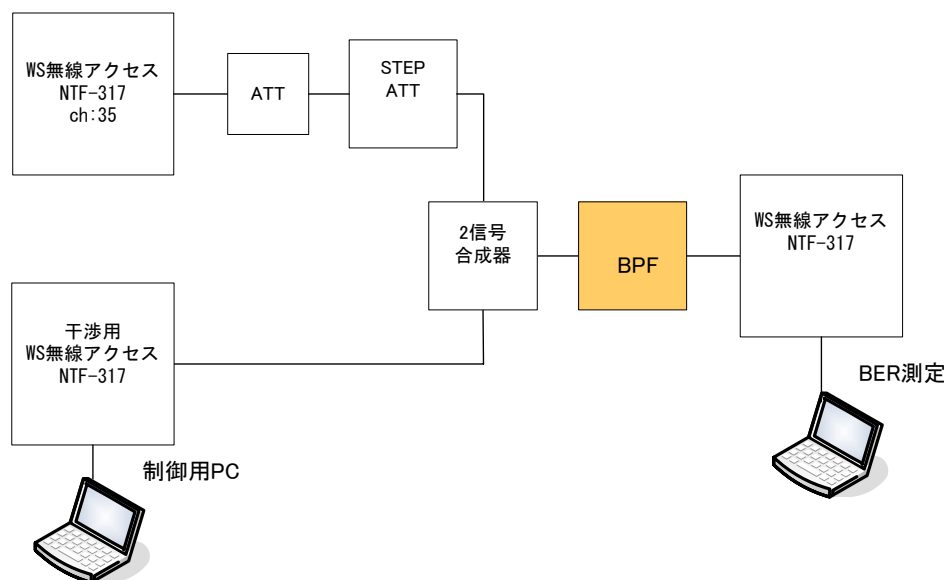 WS無線アクセス
NTF-317
ch:35
ATT
STEP
ATT
2信号
合成器
BPF
WS無線アクセス
NTF-317
干渉用
WS無線アクセス
NTF-317
BER測定
制御用PC